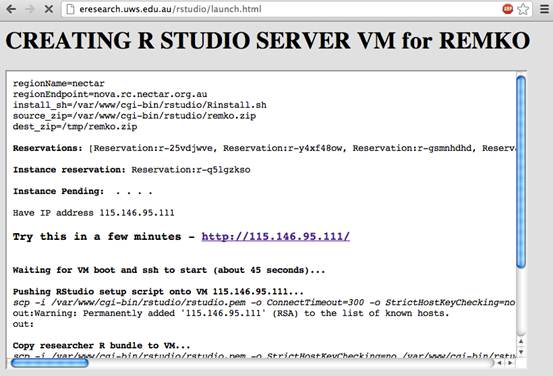 eresearch.uws.edu.au/rstudio/launch.html
CREATING R STUDIO SERVER VM for REMKO
regionName=nectar
regionEndpoint=nova.rc.nectar.org.au
install_sh=/var/www/cgi-bin/rstudio/Rinstall.sh
source_zip=/var/www/cgi-bin/rstudio/remko.zip
dest_zip=/tmp/remko.zip
Reservations: [Reservation:r-25vdjwve, Reservation:r-y4xf48ow, Reservation:r-gsmnhdhd, Reserv
Instance reservation: Reservation:r-q5lgzkso
Instance Pending: . . . .
Have IP address 115.146.95.111
Try this in a few minutes - http://115.146.95.111/
Waiting for VM boot and ssh to start (about 45 seconds)...
Pushing RStudio setup script onto VM 115.146.95.111...
scp -i /var/www/cgi-bin/rstudio/rstudio.pem -o ConnectTimeout=300 -o StrictHostKeyChecking=no
out:Warning: Permanently added '115.146.95.111' (RSA) to the list of known hosts.
out:
Copy researcher R bundle to VM...
scp -i /var/www/cgi-bin/rstudio/rstudio.pem -o StrictHostKeyChecking=no /var/www/cgi-bin/rstu